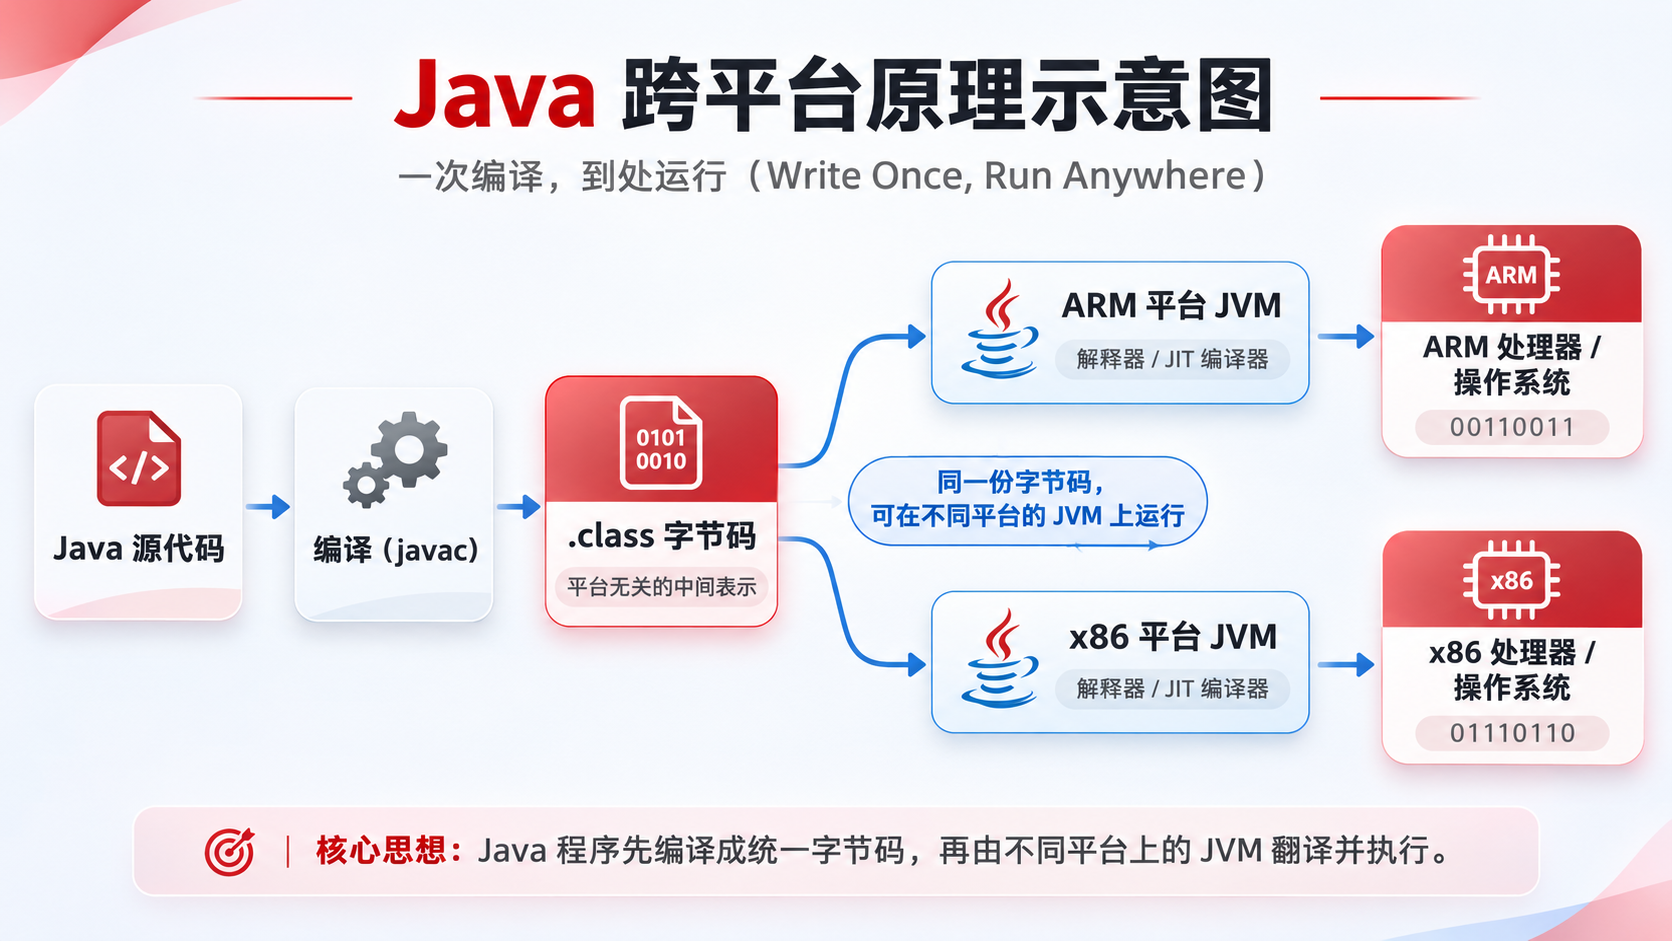 Java 跨平台原理示意图
一次编译，到处运行（Write Once, Run Anywhere）
</>
Java 源代码
编译（javac）
0101
0010
.class 字节码
平台无关的中间表示
ARM 平台 JVM
解释器 / JIT 编译器
同一份字节码，
可在不同平台的 JVM 上运行
x86 平台 JVM
解释器 / JIT 编译器
ARM
ARM 处理器 /
操作系统
00110011
x86
x86 处理器 /
操作系统
01110110
核心思想：Java 程序先编译成统一字节码，再由不同平台上的 JVM 翻译并执行。